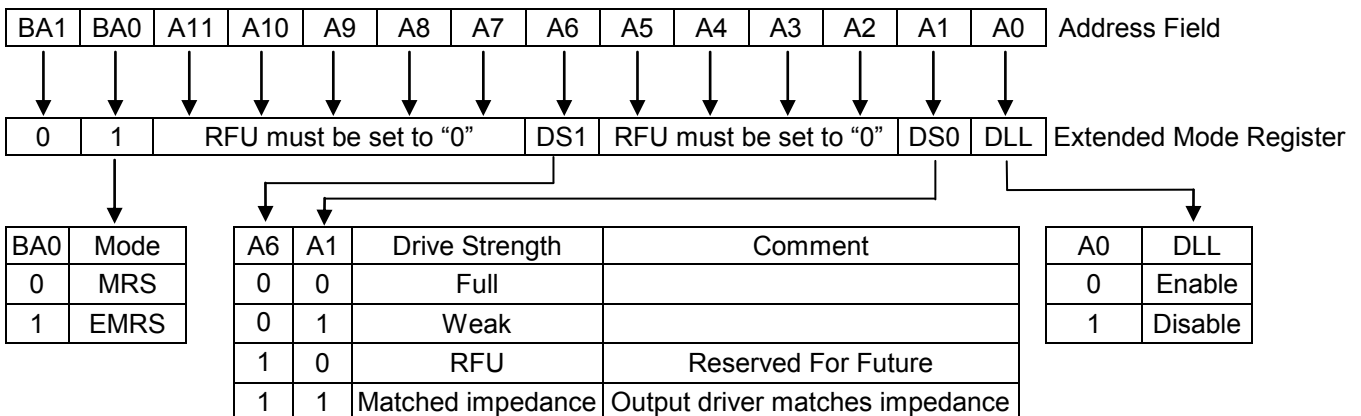 BA1 BA0 A11 A10 A9 A8 A7 A6 A5 A4 A3 A2 A1 A0 Address Field
0 1 RFU must be set to “0” DS1 RFU must be set to “0” DS0 DLL Extended Mode Register
BA0 Mode
0 MRS
1 EMRS
A6 A1 Drive Strength Comment
0 0 Full
0 1 Weak
1 0 RFU Reserved For Future
1 1 Matched impedance Output driver matches impedance
A0 DLL
0 Enable
1 Disable